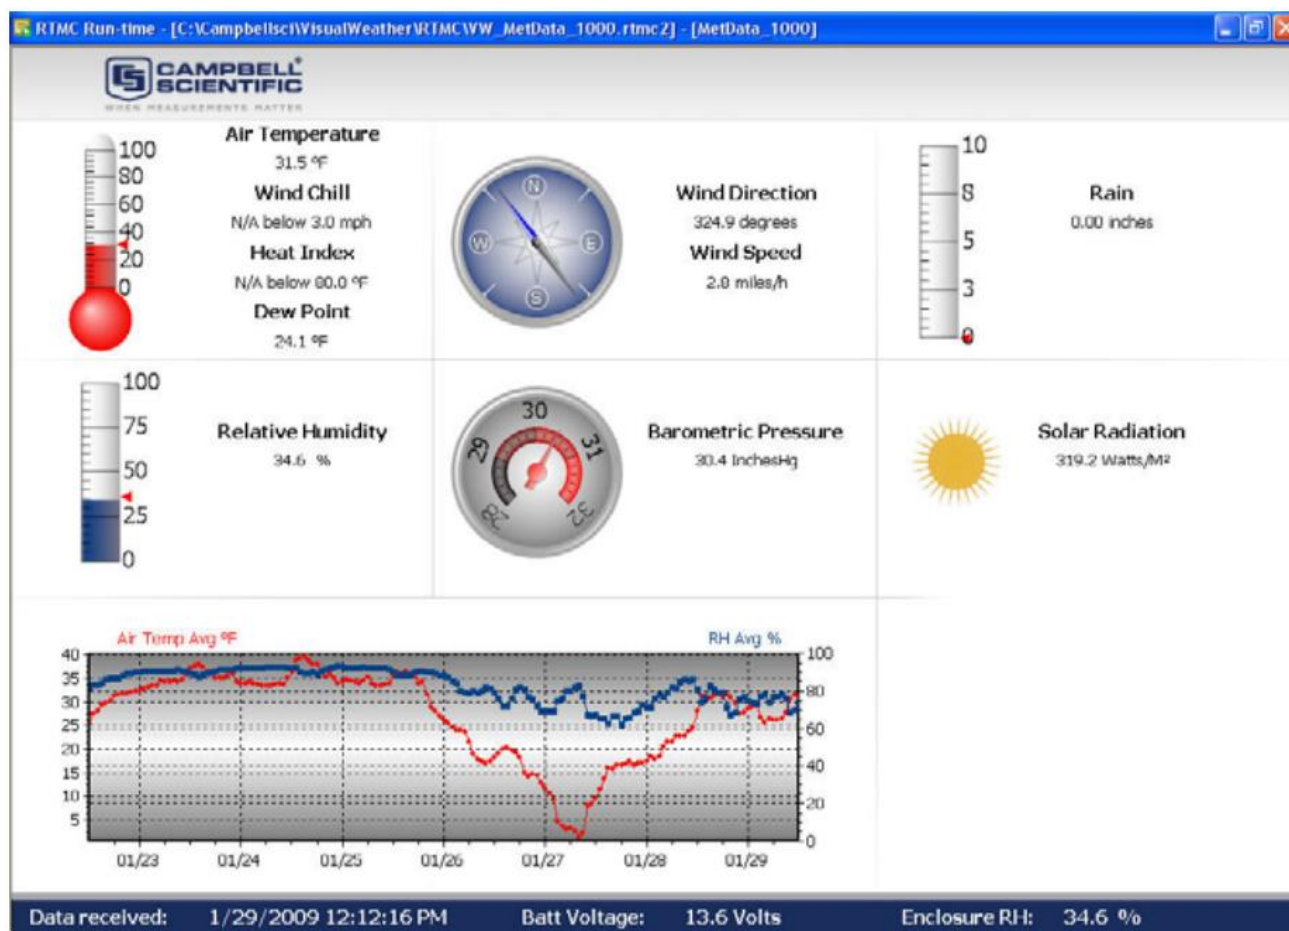 RTMC Run-time - [C:\Campbellsci\VisualWeather\RTMC\VW_MetData_1000.rtmc2] - [MetData_1000]
CAMPBELL
SCIENTIFIC
WHEN MEASUREMENTS MATTER
100
80
60
40
20
0
Air Temperature
31.5 ºF
Wind Chill
N/A below 3.0 mph
Heat Index
N/A below 80.0 ºF
Dew Point
24.1 ºF
N
W
E
S
Wind Direction
324.9 degrees
Wind Speed
2.8 miles/h
10
8
5
3
0
Rain
0.00 inches
100
75
50
25
0
Relative Humidity
34.6 %
28
29
30
31
32
Barometric Pressure
30.4 InchesHg
Solar Radiation
319.2 Watts/M²
Air Temp Avg ºF
RH Avg %
40
35
30
25
20
15
10
5
100
80
60
40
20
0
01/23 01/24 01/25 01/26 01/27 01/28 01/29
Data received: 1/29/2009 12:12:16 PM Batt Voltage: 13.6 Volts Enclosure RH: 34.6 %